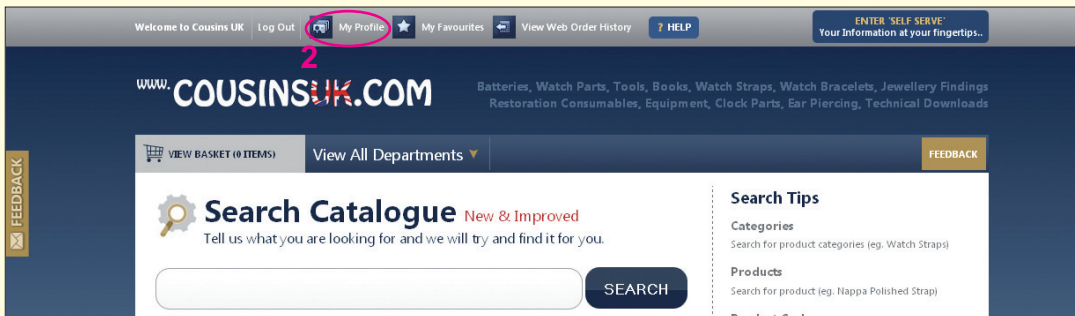 Welcome to Cousins UK Log Out My Profile My Favourites View Web Order History ? HELP
ENTER 'SELF SERVE'
Your Information at your fingertips..
2
www.COUSINSUK.COM
Batteries, Watch Parts, Tools, Books, Watch Straps, Watch Bracelets, Jewellery Findings
Restoration Consumables, Equipment, Clock Parts, Ear Piercing, Technical Downloads
VIEW BASKET (0 ITEMS) View All Departments
FEEDBACK
FEEDBACK
Search Catalogue New & Improved
Tell us what you are looking for and we will try and find it for you.
SEARCH
Search Tips
Categories
Search for product categories (eg. Watch Straps)
Products
Search for product (eg. Nappa Polished Strap)